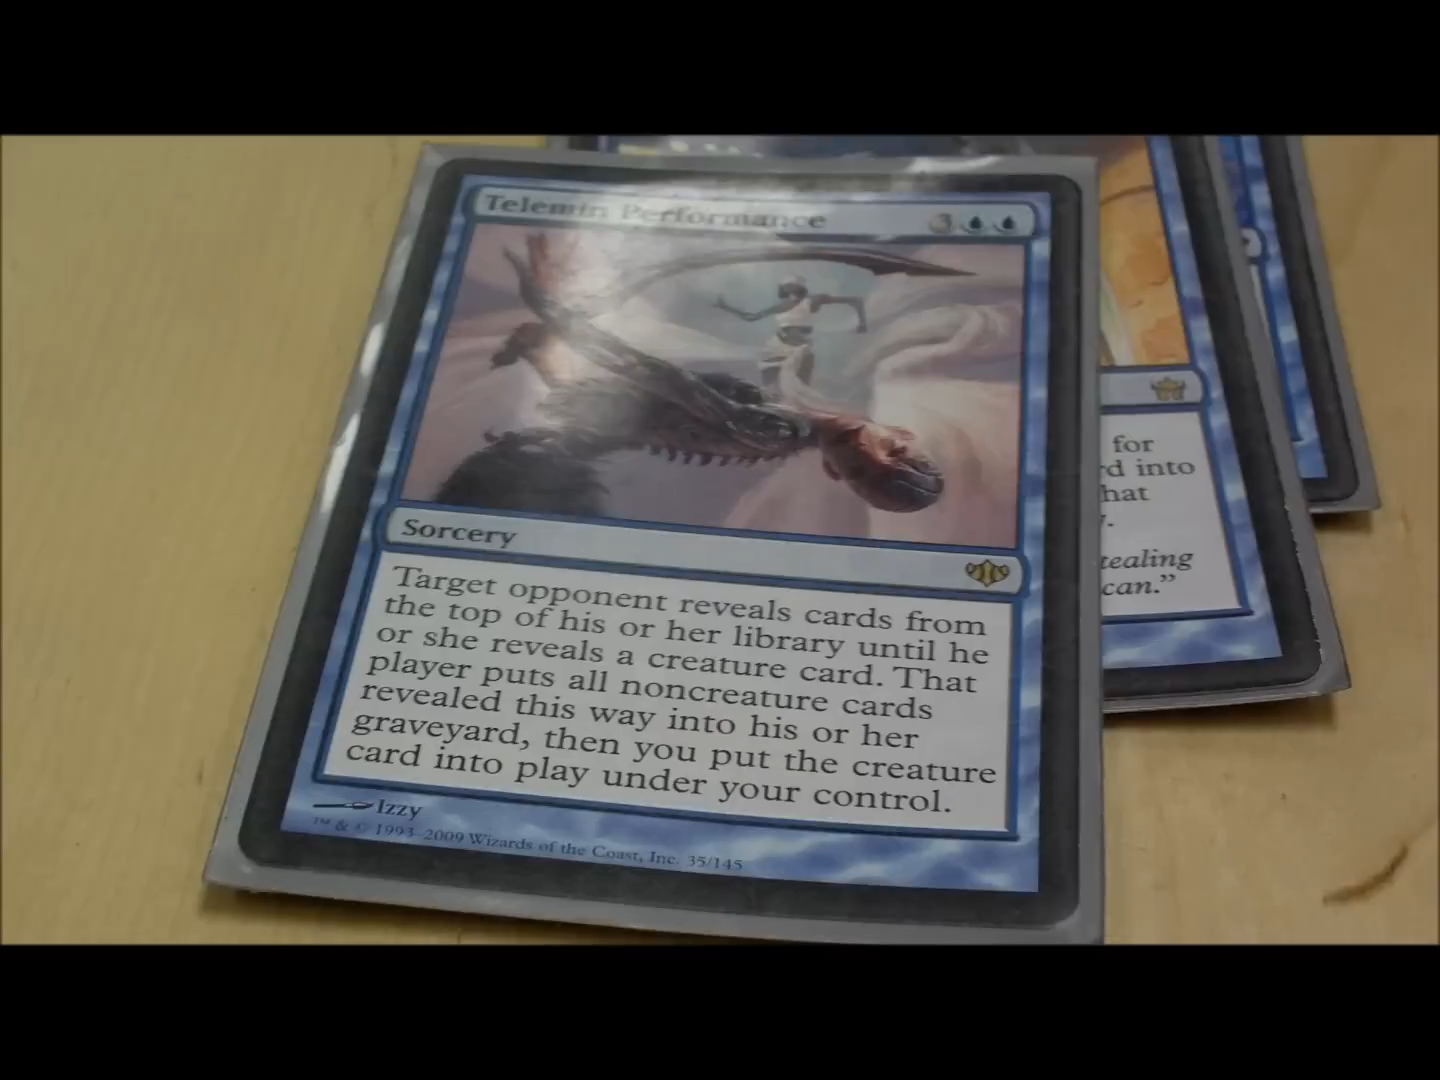 Telemin Performance 3
Sorcery
Target opponent reveals cards from
the top of his or her library until he
or she reveals a creature card. That
player puts all noncreature cards
revealed this way into his or her
graveyard, then you put the creature
card into play under your control.
Izzy
™ & © 1993–2009 Wizards of the Coast, Inc. 35/145
for
into
hat
tealing
can.”